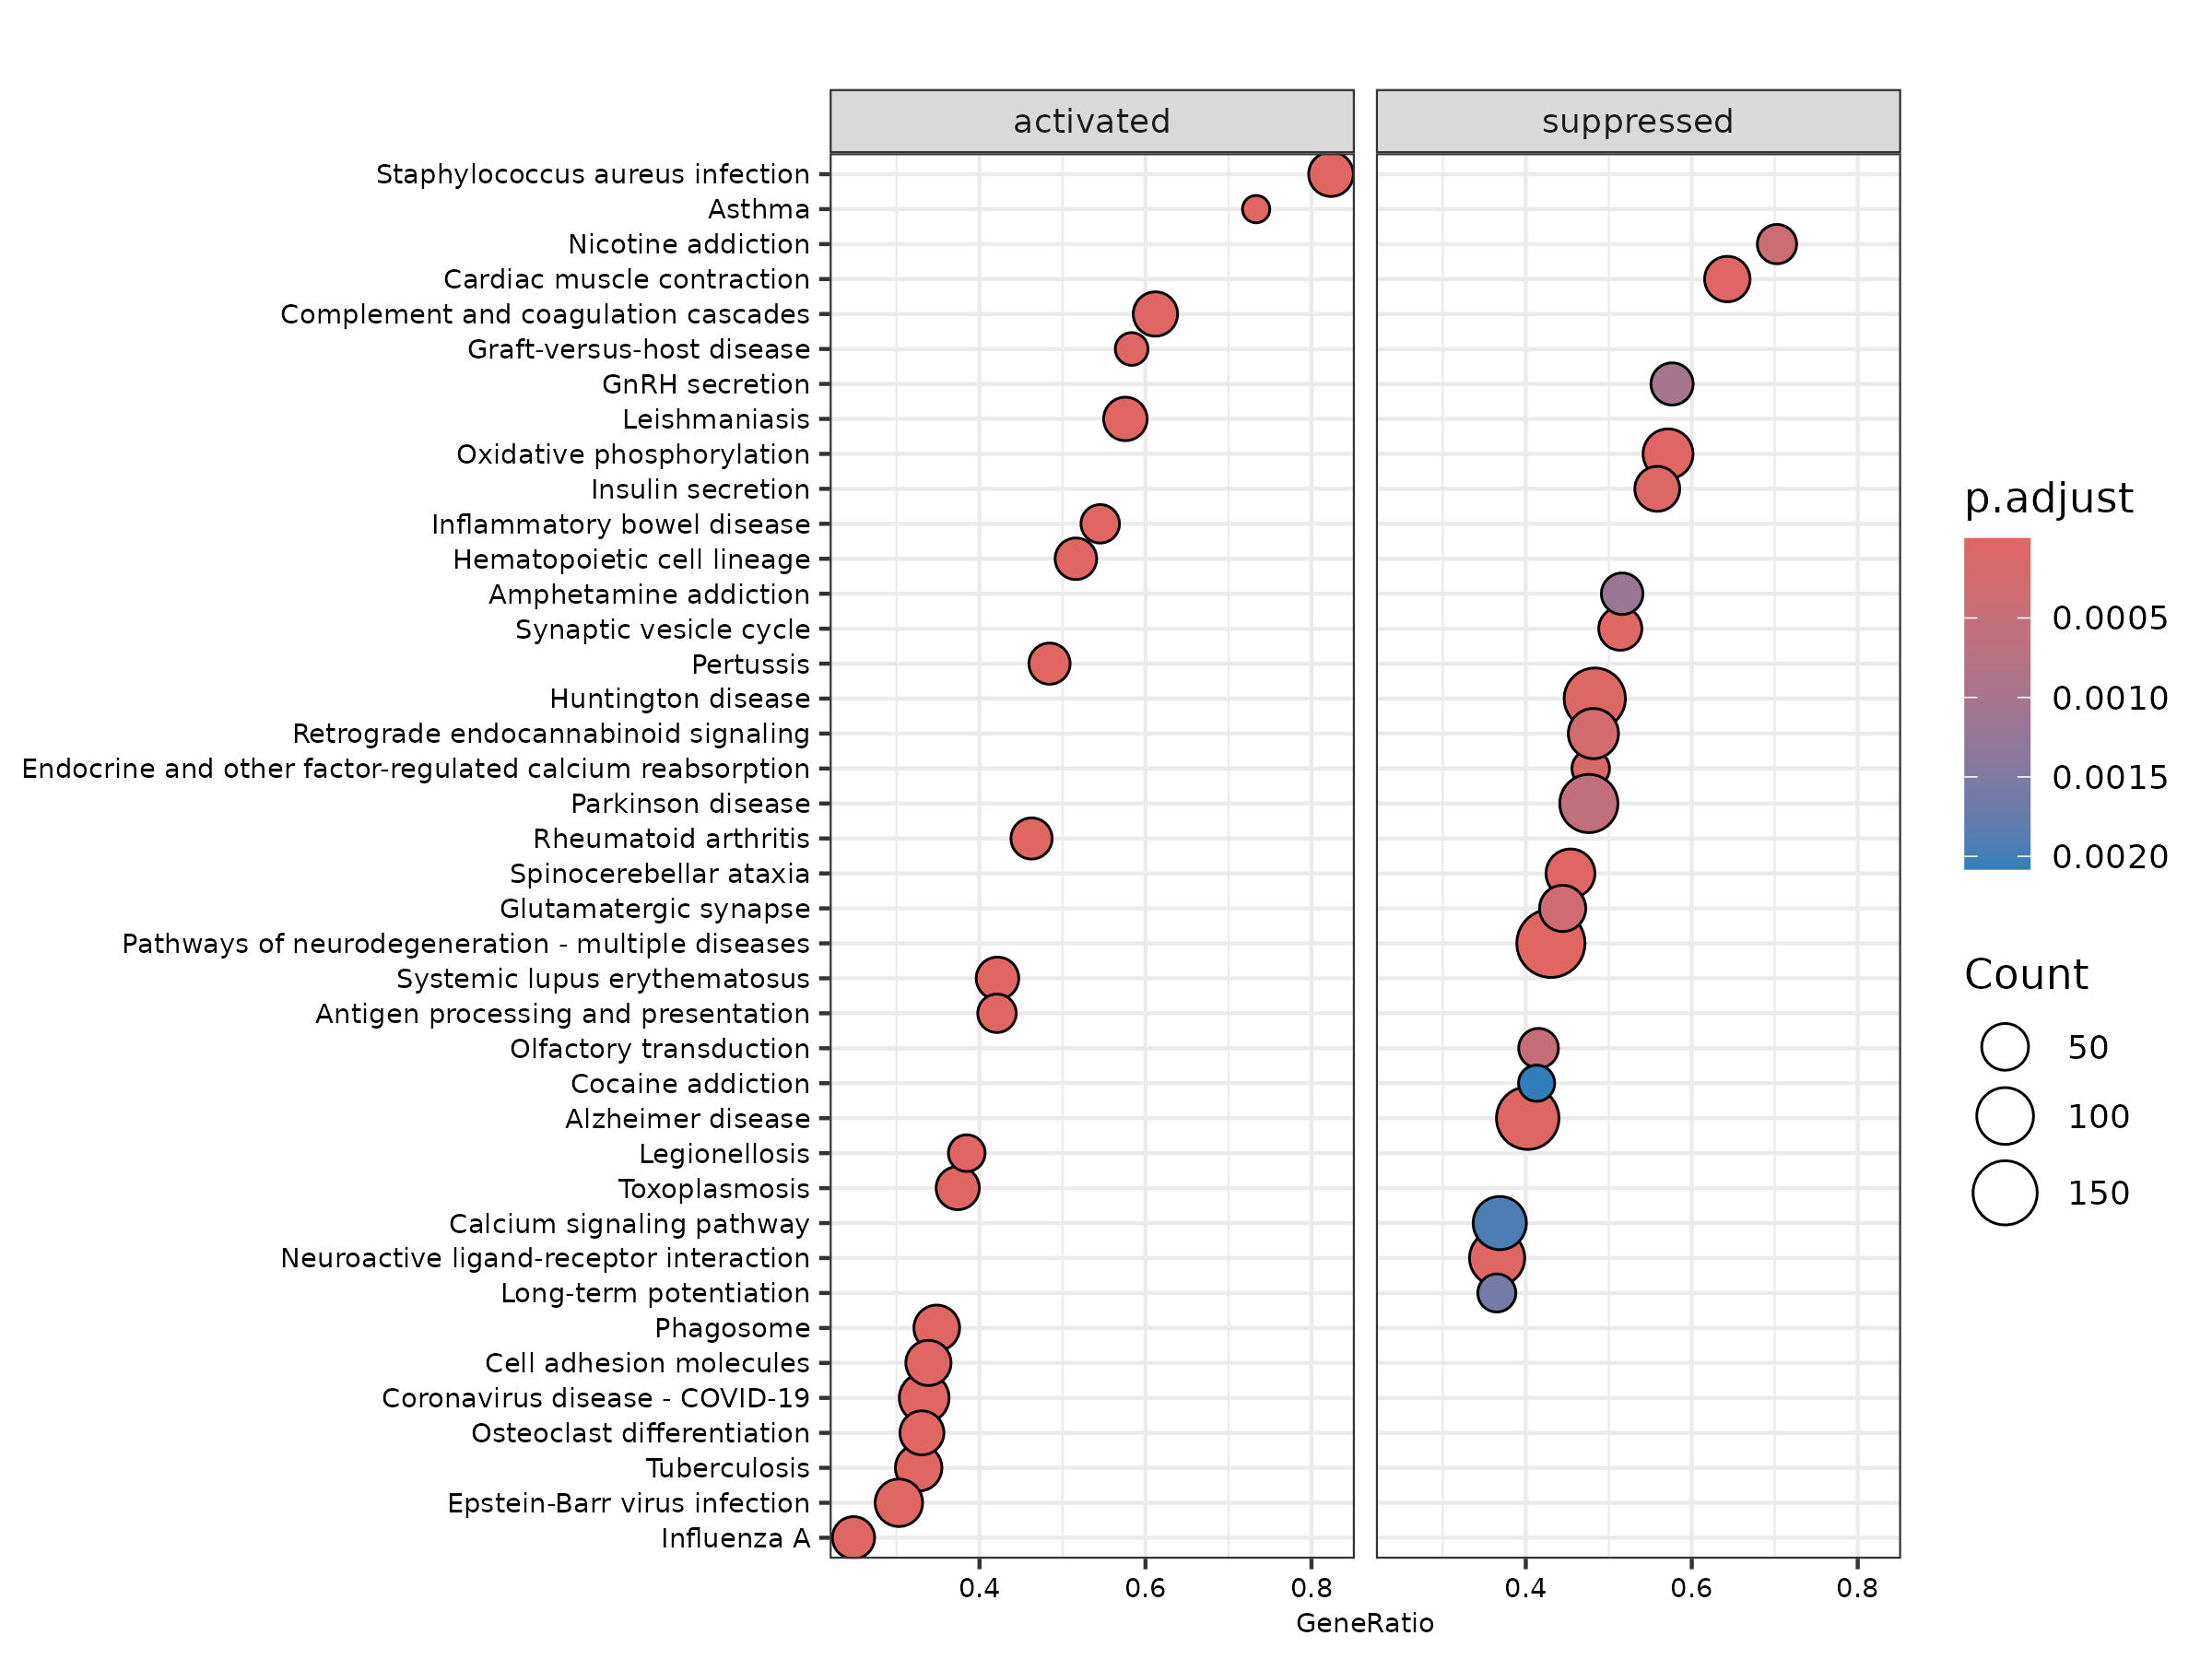 activated
suppressed
Staphylococcus aureus infection
Asthma
Nicotine addiction
Cardiac muscle contraction
Complement and coagulation cascades
Graft-versus-host disease
GnRH secretion
Leishmaniasis
Oxidative phosphorylation
Insulin secretion
Inflammatory bowel disease
Hematopoietic cell lineage
Amphetamine addiction
Synaptic vesicle cycle
Pertussis
Huntington disease
Retrograde endocannabinoid signaling
Endocrine and other factor-regulated calcium reabsorption
Parkinson disease
Rheumatoid arthritis
Spinocerebellar ataxia
Glutamatergic synapse
Pathways of neurodegeneration - multiple diseases
Systemic lupus erythematosus
Antigen processing and presentation
Olfactory transduction
Cocaine addiction
Alzheimer disease
Legionellosis
Toxoplasmosis
Calcium signaling pathway
Neuroactive ligand-receptor interaction
Long-term potentiation
Phagosome
Cell adhesion molecules
Coronavirus disease - COVID-19
Osteoclast differentiation
Tuberculosis
Epstein-Barr virus infection
Influenza A
0.4 0.6 0.8
0.4 0.6 0.8
GeneRatio
p.adjust
0.0005
0.0010
0.0015
0.0020
Count
50
100
150